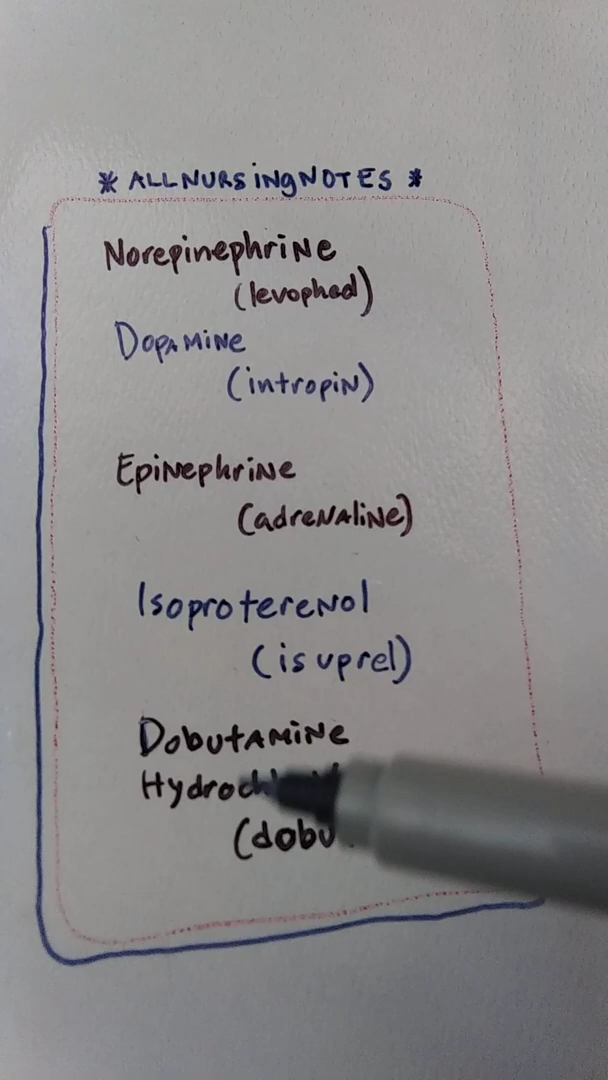 * ALLNURSiNgNOTES *
NorepinephriNe
(levophed)
DopAMiNe
(intropiN)
EpiNephriNe
(adreNAliNe)
IsoprotereNol
(isuprel)
DobutAMiNe